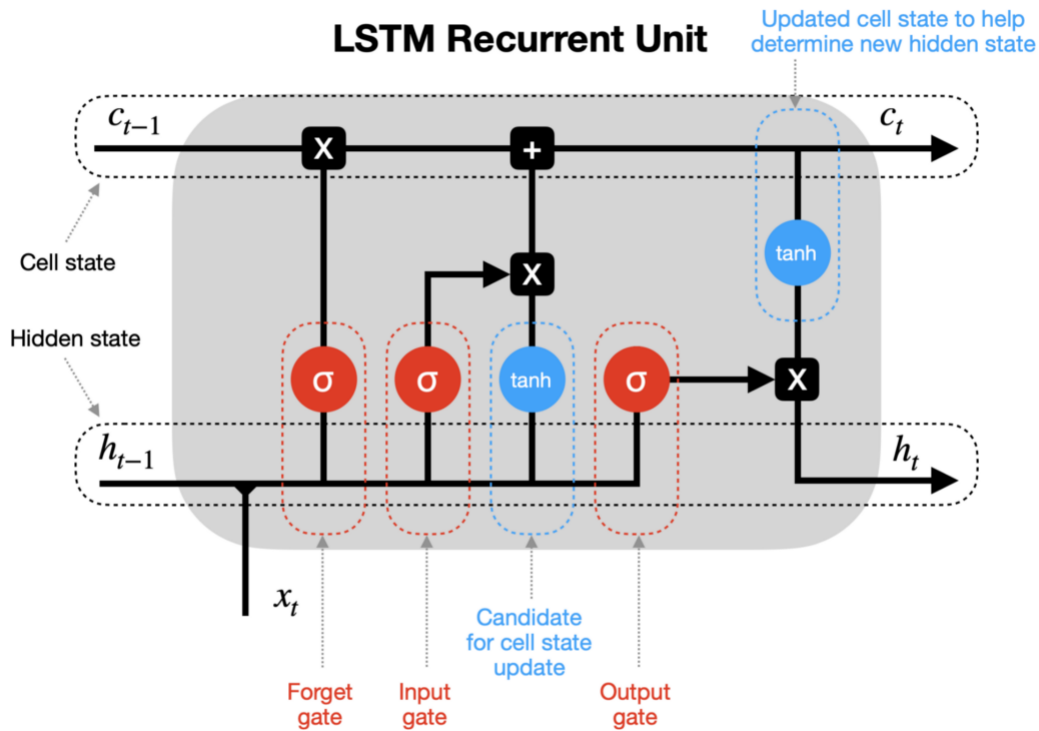 LSTM Recurrent Unit
Updated cell state to help
determine new hidden state
c_{t-1}
c_t
X
+
Cell state
X
tanh
Hidden state
σ
σ
tanh
σ
X
h_{t-1}
h_t
x_t
Candidate
for cell state
update
Forget
gate
Input
gate
Output
gate